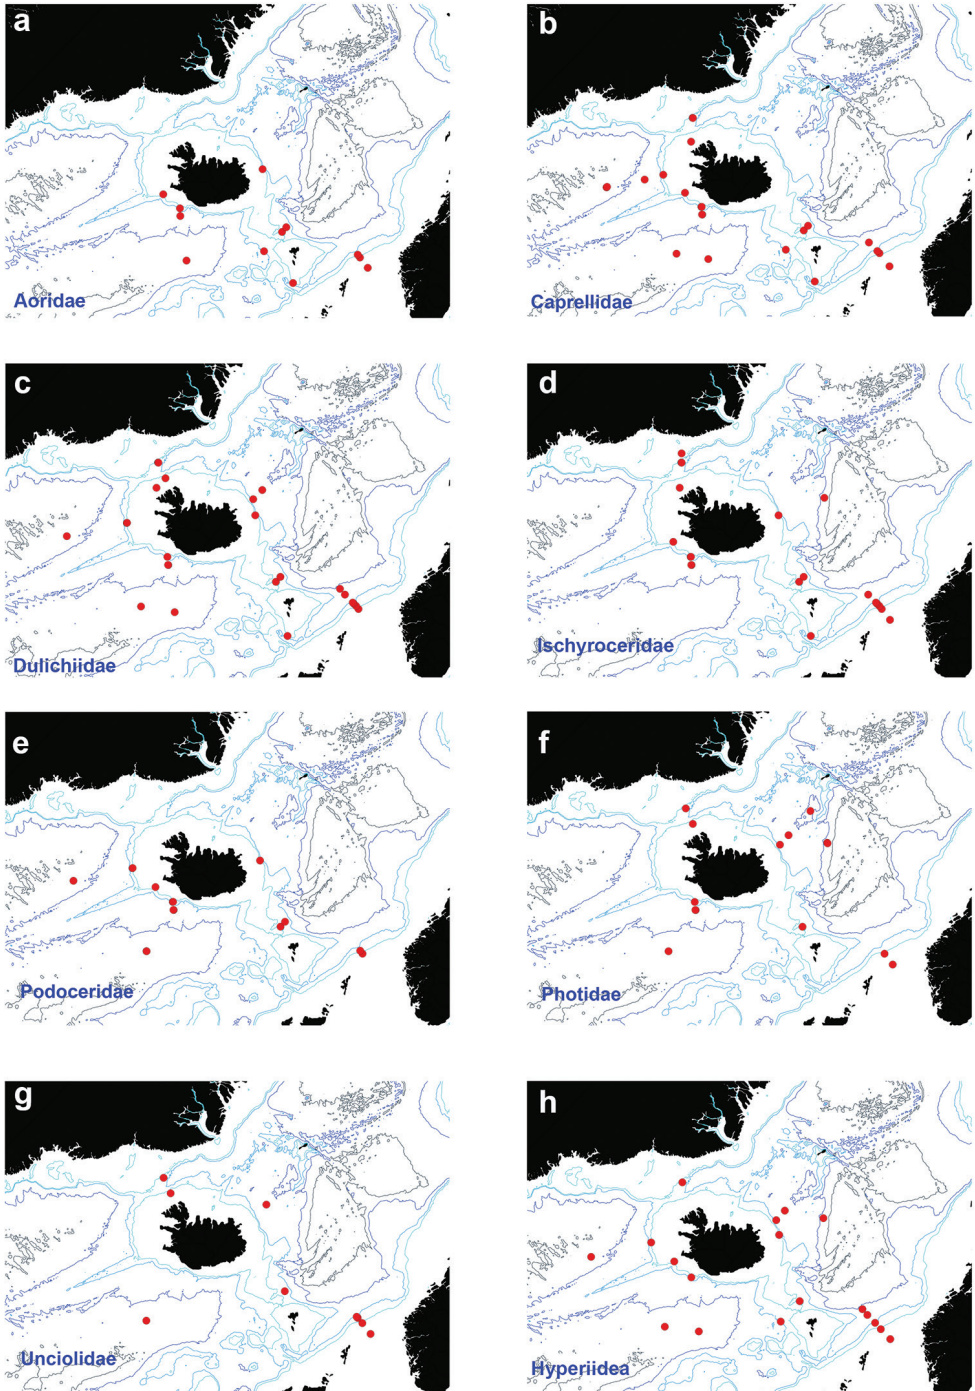 a
b
Aoridae
Caprellidae
c
d
Dulichiidae
Ischyroceridae
e
f
Podoceridae
Photidae
g
h
Unciolidae
Hyperiidea